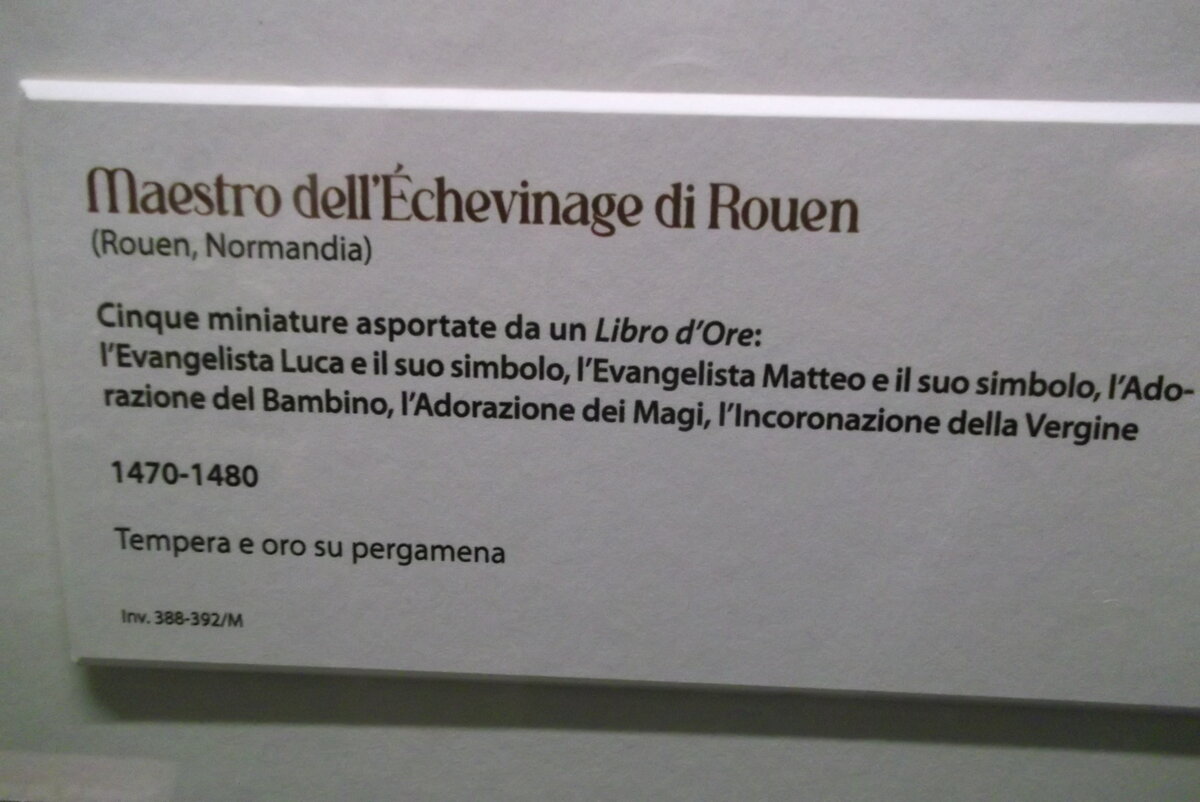 Maestro dell'Échevinage di Rouen
(Rouen, Normandia)
Cinque miniature asportate da un Libro d'Ore:
l'Evangelista Luca e il suo simbolo, l'Evangelista Matteo e il suo simbolo, l'Ado-
razione del Bambino, l'Adorazione dei Magi, l'Incoronazione della Vergine
1470-1480
Tempera e oro su pergamena
Inv. 388-392/M